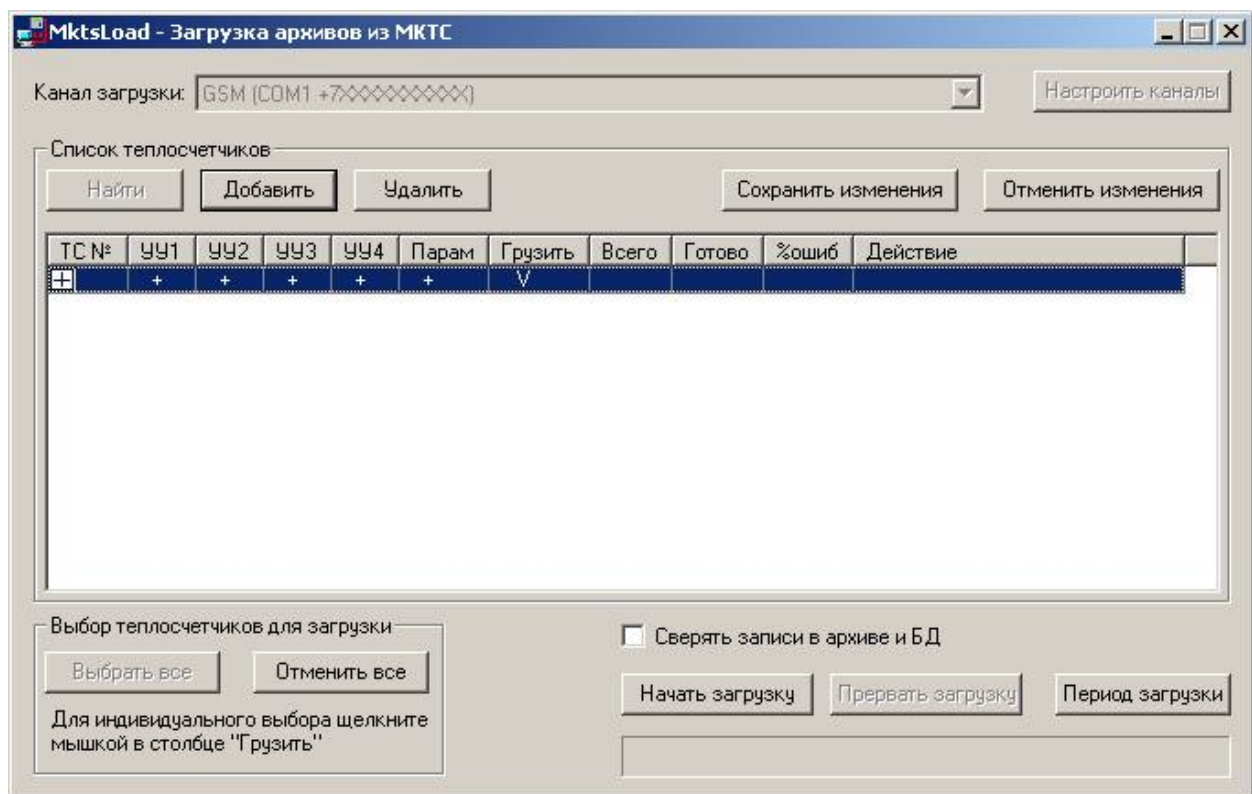 MktsLoad - Загрузка архивов из МКТС
Канал загрузки: GSM (COM1 +7XXXXXXXXXX) Настроить каналы
Список теплосчетчиков
Найти Добавить Удалить Сохранить изменения Отменить изменения
ТС № УУ1 УУ2 УУ3 УУ4 Парам Грузить Всего Готово %ошиб Действие
+ + + + + + V
Выбор теплосчетчиков для загрузки
Сверять записи в архиве и БД
Выбрать все Отменить все
Начать загрузку Прервать загрузку Период загрузки
Для индивидуального выбора щелкните
мышкой в столбце "Грузить"